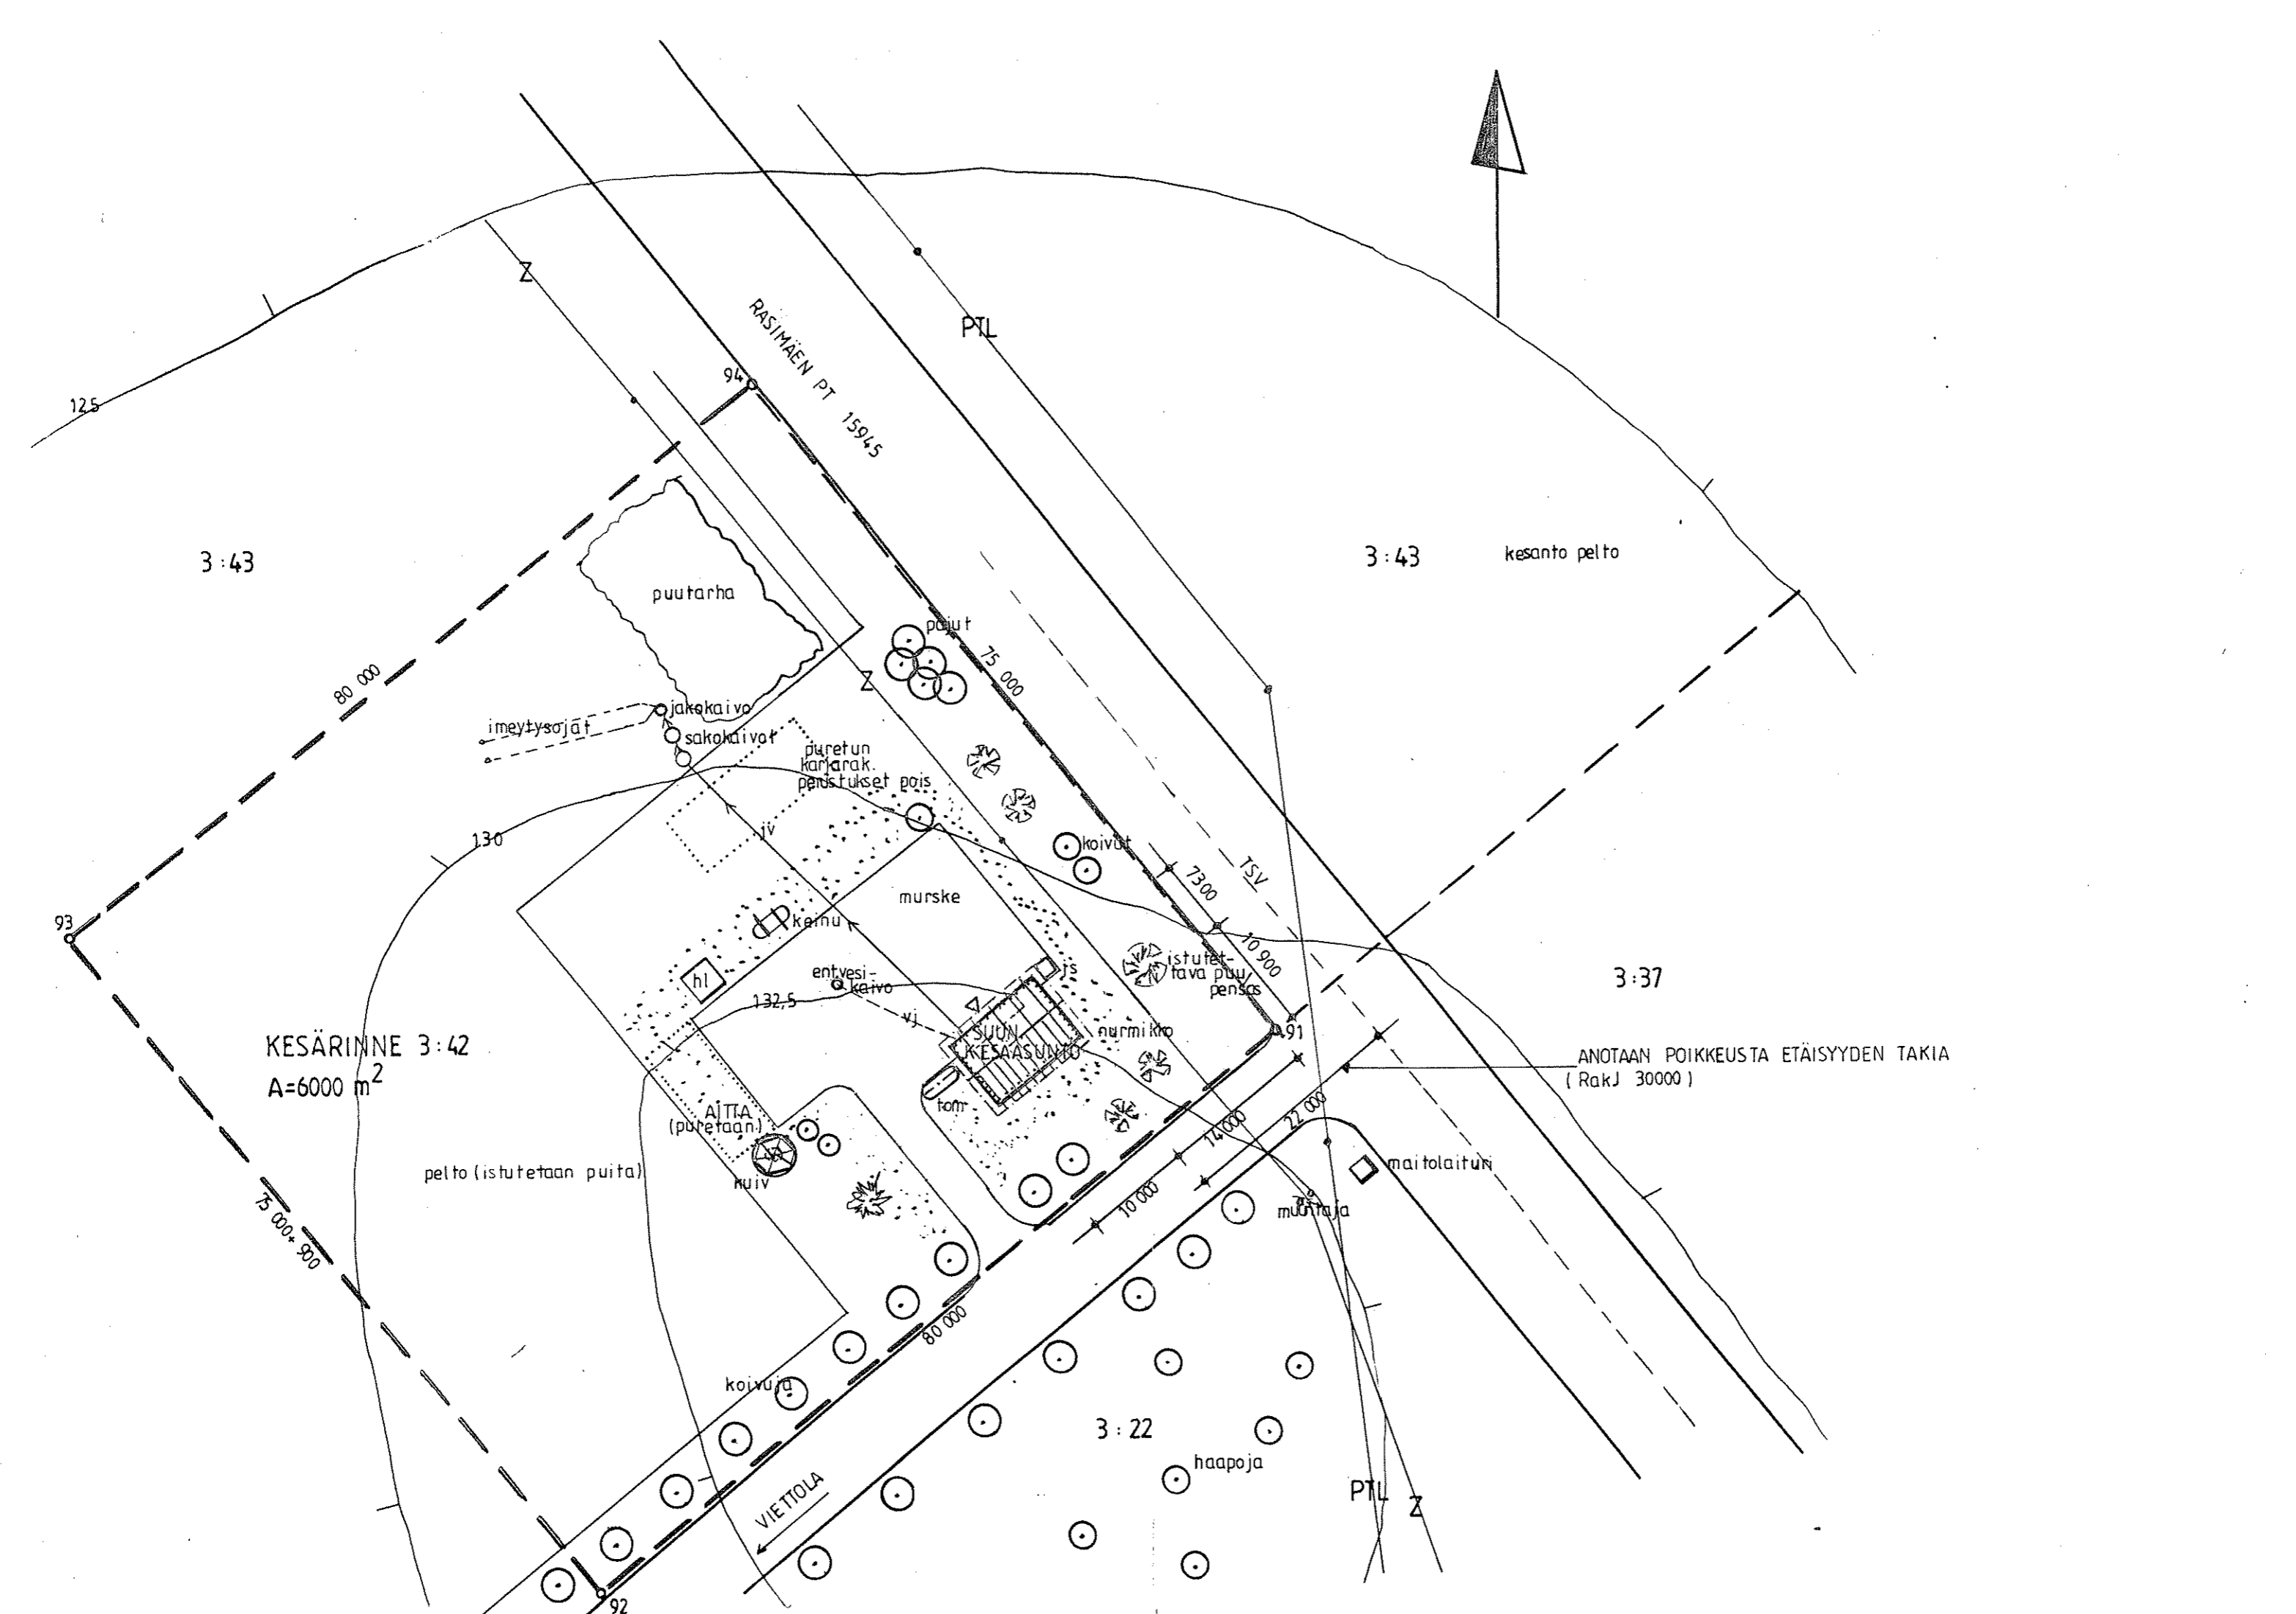 Z
RASIMÄEN PT 15945
PTL
94
125
3:43
puutarha
3:43
kesanto pelto
pajut
80 000
75 000
Z
jakokaivo
imeytysojat
sakokaivot
puretun
karjarak.
perustukset pois
jv
130
koivut
7300
TSV
murske
93
keinu
10 900
istutet-
tava puu/
pensas
js
hl
entvesi-
kaivo
132,5
3:37
vj
SUUN.
KESÄASUNTO
nurmikko
91
KESÄRINNE 3:42
A=6000 m²
ANOTAAN POIKKEUSTA ETÄISYYDEN TAKIA
(RakJ 30000)
tom
AITTA
(puretaan)
14 000
22 000
pelto (istutetaan puita)
kuiv
maitolaituri
10 000
muuntaja
75 000+900
80 000
koivuja
3:22
haapoja
VIETTOLA
PTL
Z
92